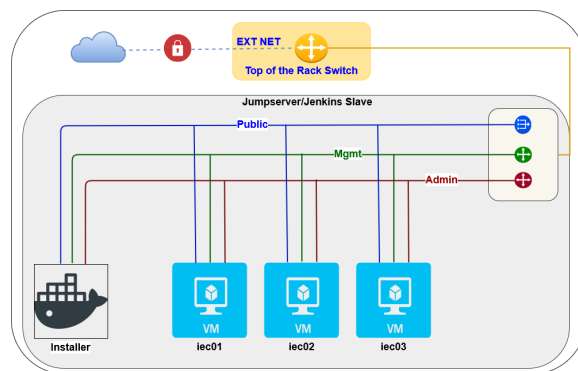 EXT NET
Top of the Rack Switch
Jumpserver/Jenkins Slave
Public
Mgmt
Admin
VM
VM
VM
Installer
iec01
iec02
iec03